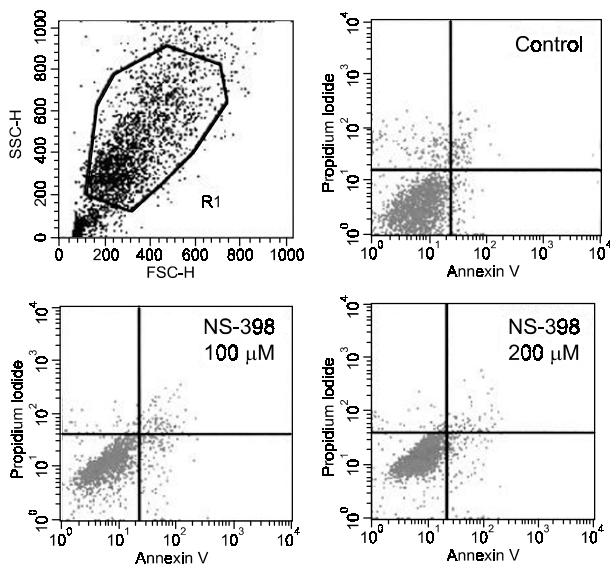 1000
800
600
400
200
0
SSC-H
R1
0 200 400 600 800 1000
FSC-H
Control
10⁴
10³
10²
10¹
10⁰
Propidium Iodide
10⁰ 10¹ 10² 10³ 10⁴
Annexin V
NS-398
100 µM
10⁴
10³
10²
10¹
10⁰
Propidium Iodide
10⁰ 10¹ 10² 10³ 10⁴
Annexin V
NS-398
200 µM
10⁴
10³
10²
10¹
10⁰
Propidium Iodide
10⁰ 10¹ 10² 10³ 10⁴
Annexin V